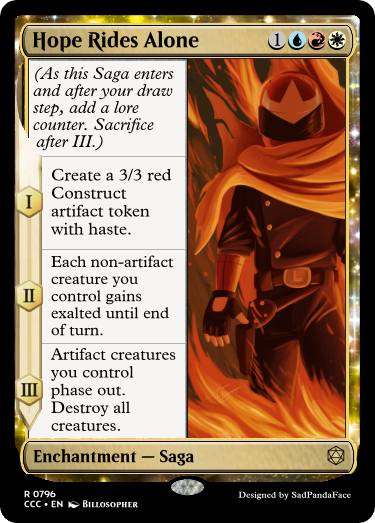 Hope Rides Alone 1
(As this Saga enters
and after your draw
step, add a lore
counter. Sacrifice
after III.)
I
Create a 3/3 red
Construct
artifact token
with haste.
II
Each non-artifact
creature you
control gains
exalted until end
of turn.
III
Artifact creatures
you control
phase out.
Destroy all
creatures.
L
Enchantment — Saga
R 0796
CCC • EN Billosopher
Designed by SadPandaFace